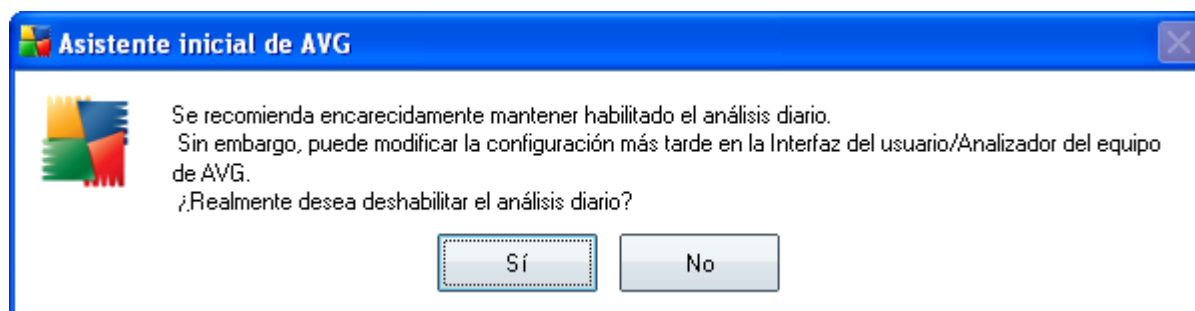 Asistente inicial de AVG
Se recomienda encarecidamente mantener habilitado el análisis diario.
Sin embargo, puede modificar la configuración más tarde en la Interfaz del usuario/Analizador del equipo
de AVG.
¿Realmente desea deshabilitar el análisis diario?
Sí No